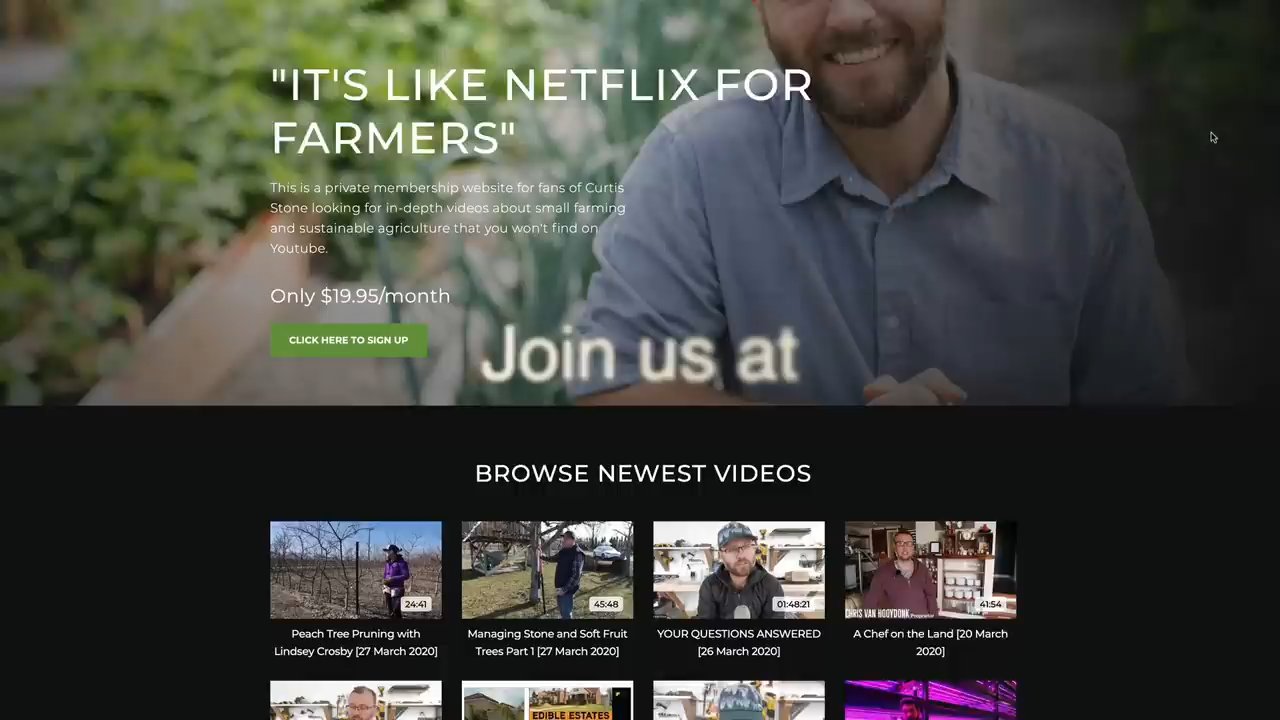 "IT'S LIKE NETFLIX FOR
FARMERS"
This is a private membership website for fans of Curtis
Stone looking for in-depth videos about small farming
and sustainable agriculture that you won't find on
Youtube.
Only $19.95/month
CLICK HERE TO SIGN UP
Join us at
BROWSE NEWEST VIDEOS
24:41
45:48
01:48:21
CHRIS VAN HOOYDONK Proprietor
41:54
Peach Tree Pruning with
Lindsey Crosby [27 March 2020]
Managing Stone and Soft Fruit
Trees Part 1 [27 March 2020]
YOUR QUESTIONS ANSWERED
[26 March 2020]
A Chef on the Land [20 March
2020]
EDIBLE ESTATES